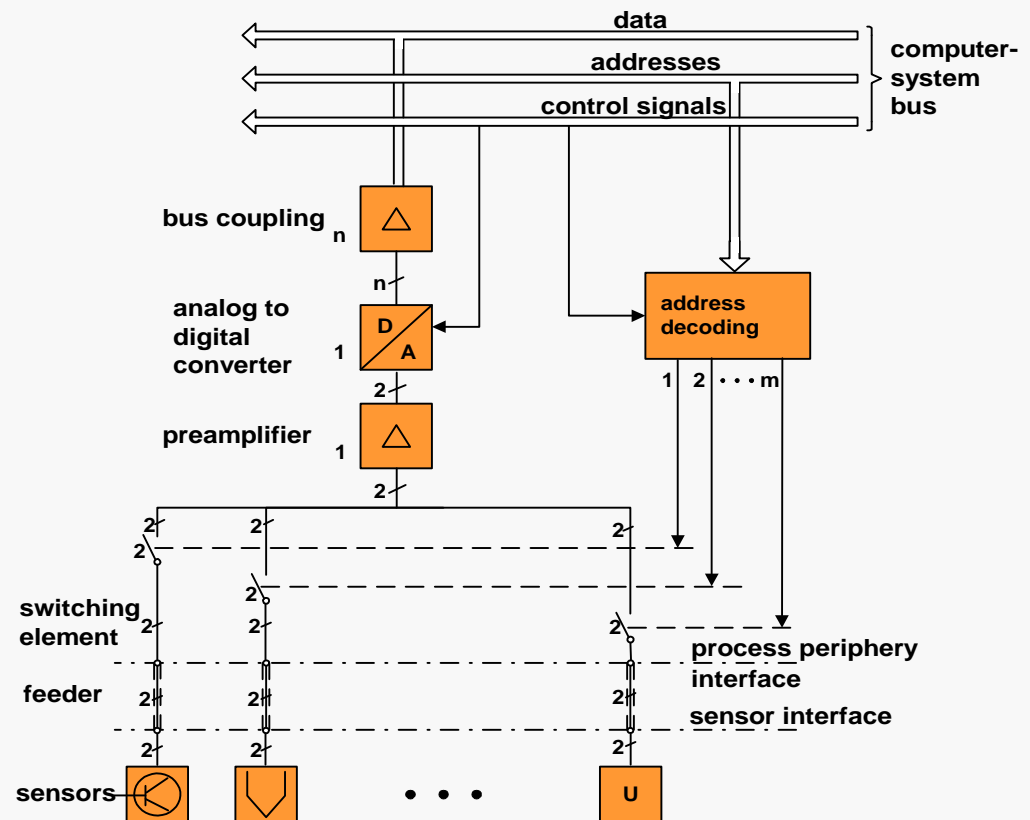 data
computer-
system
bus
addresses
control signals
bus coupling
n
n
analog to
digital
converter
1
D
A
address
decoding
2
1 2 • • • m
preamplifier
1
2
2 2 2
2
2
2
switching
element
2 2
process periphery
interface
feeder
2 2 2
sensor interface
2 2 2
sensors
• • •
U